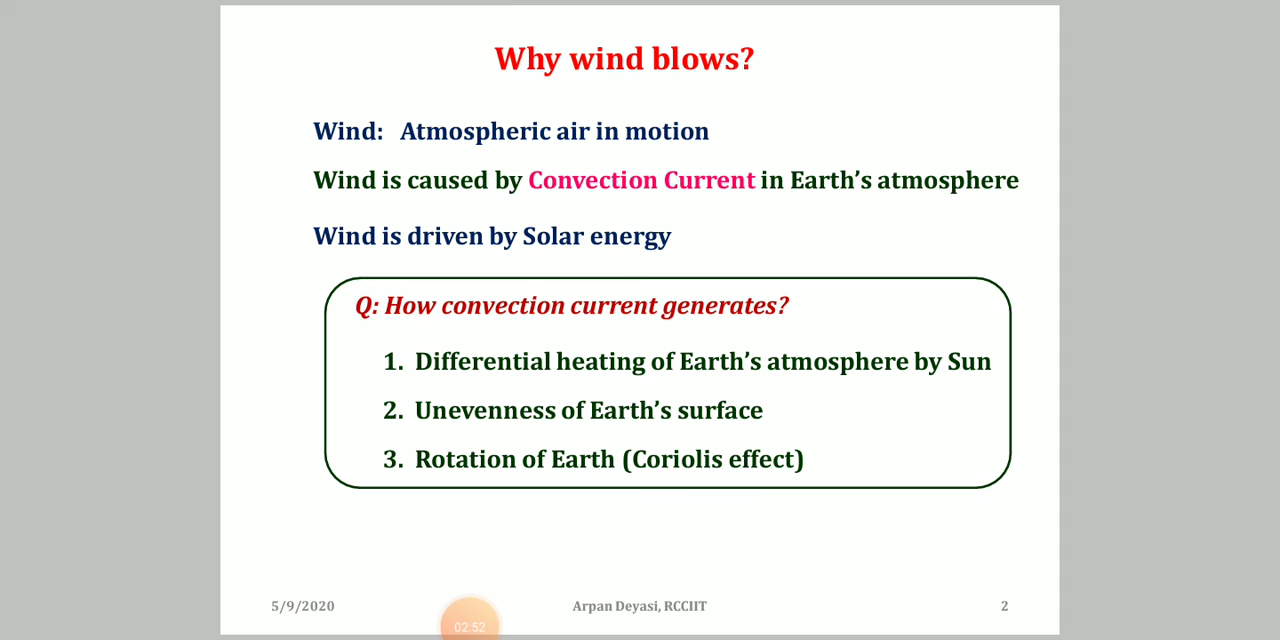 Why wind blows?
Wind: Atmospheric air in motion
Wind is caused by Convection Current in Earth’s atmosphere
Wind is driven by Solar energy
Q: How convection current generates?
1. Differential heating of Earth’s atmosphere by Sun
2. Unevenness of Earth’s surface
3. Rotation of Earth (Coriolis effect)
5/9/2020 Arpan Deyasi, RCCIIT 2
02:52